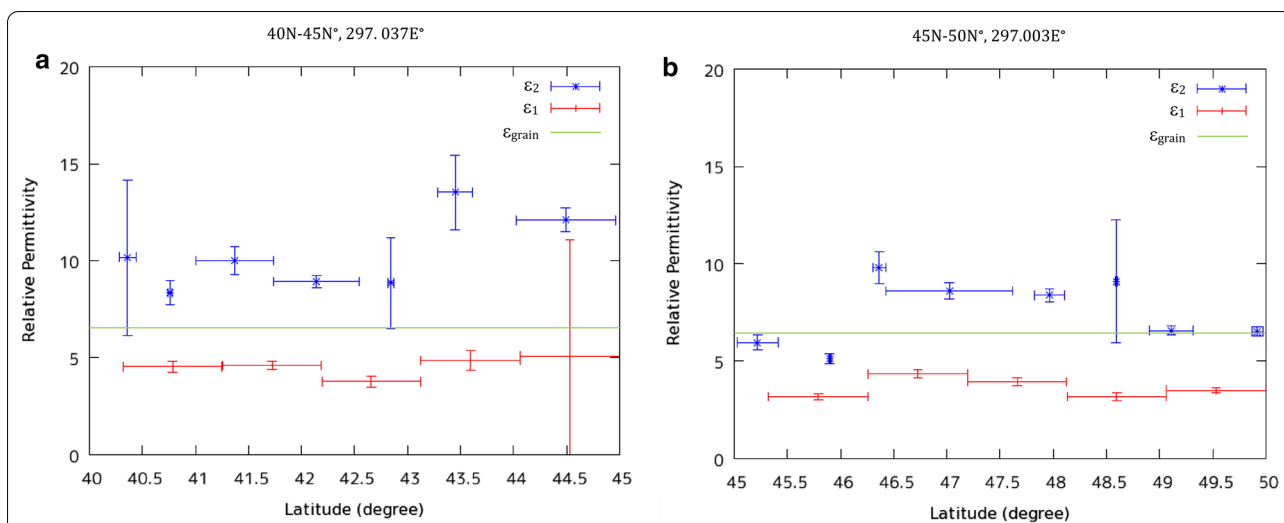 40N-45N°, 297.037E°
a
20
15
10
5
0
Relative Permittivity
ε2
ε1
εgrain
40 40.5 41 41.5 42 42.5 43 43.5 44 44.5 45
Latitude (degree)
45N-50N°, 297.003E°
b
20
15
10
5
0
Relative Permittivity
ε2
ε1
εgrain
45 45.5 46 46.5 47 47.5 48 48.5 49 49.5 50
Latitude (degree)